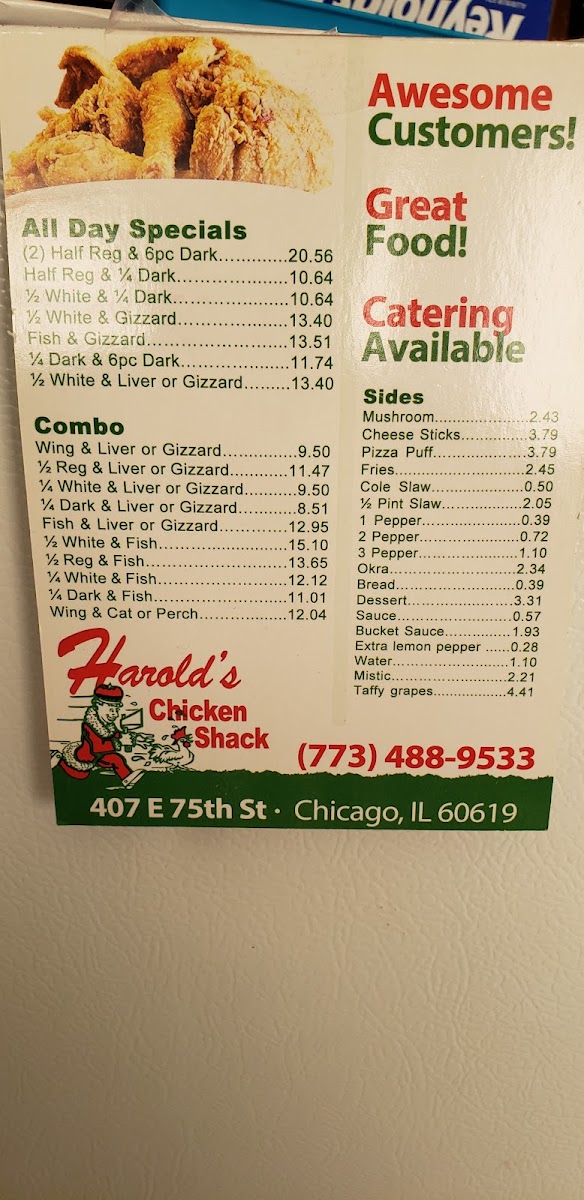 Reynolds
All Day Specials
(2) Half Reg & 6pc Dark.............20.56
Half Reg & ¼ Dark.....................10.64
½ White & ¼ Dark.......................10.64
½ White & Gizzard.....................13.40
Fish & Gizzard...........................13.51
¼ Dark & 6pc Dark.....................11.74
½ White & Liver or Gizzard.........13.40
Combo
Wing & Liver or Gizzard..............9.50
½ Reg & Liver or Gizzard...........11.47
¼ White & Liver or Gizzard..........9.50
¼ Dark & Liver or Gizzard...........8.51
Fish & Liver or Gizzard..............12.95
½ White & Fish.........................15.10
½ Reg & Fish............................13.65
¼ White & Fish.........................12.12
¼ Dark & Fish...........................11.01
Wing & Cat or Perch.................12.04
Awesome
Customers!
Great
Food!
Catering
Available
Sides
Mushroom......................2.43
Cheese Sticks...............3.79
Pizza Puff......................3.79
Fries..............................2.45
Cole Slaw......................0.50
½ Pint Slaw...................2.05
1 Pepper.......................0.39
2 Pepper.......................0.72
3 Pepper.......................1.10
Okra..............................2.34
Bread............................0.39
Dessert.........................3.31
Sauce...........................0.57
Bucket Sauce...............1.93
Extra lemon pepper ......0.28
Water............................1.10
Mistic............................2.21
Taffy grapes.................4.41
Harold's
Chicken
Shack
(773) 488-9533
407 E 75th St · Chicago, IL 60619